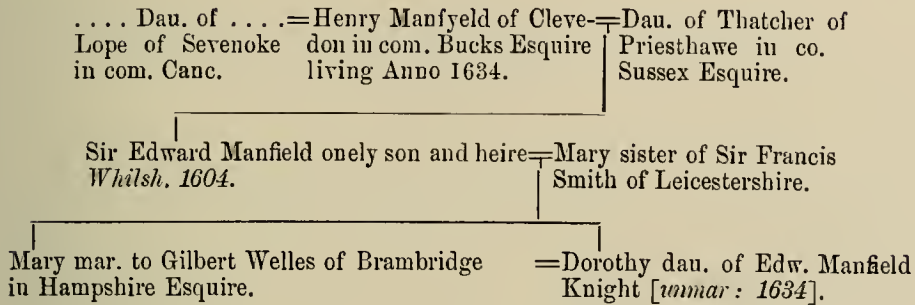 . . . . Dau. of . . . .=Henry Manfyeld of Cleve-=Dau. of Thatcher of
Lope of Sevenoke don in com. Bucks Esquire Priesthawe in co.
in com. Canc. living Anno 1634. Sussex Esquire.
Sir Edward Manfield onely son and heire=Mary sister of Sir Francis
Whilsh. 1604. Smith of Leicestershire.
Mary mar. to Gilbert Welles of Brambridge =Dorothy dau. of Edw. Manfield
in Hampshire Esquire. Knight [unmar: 1634].